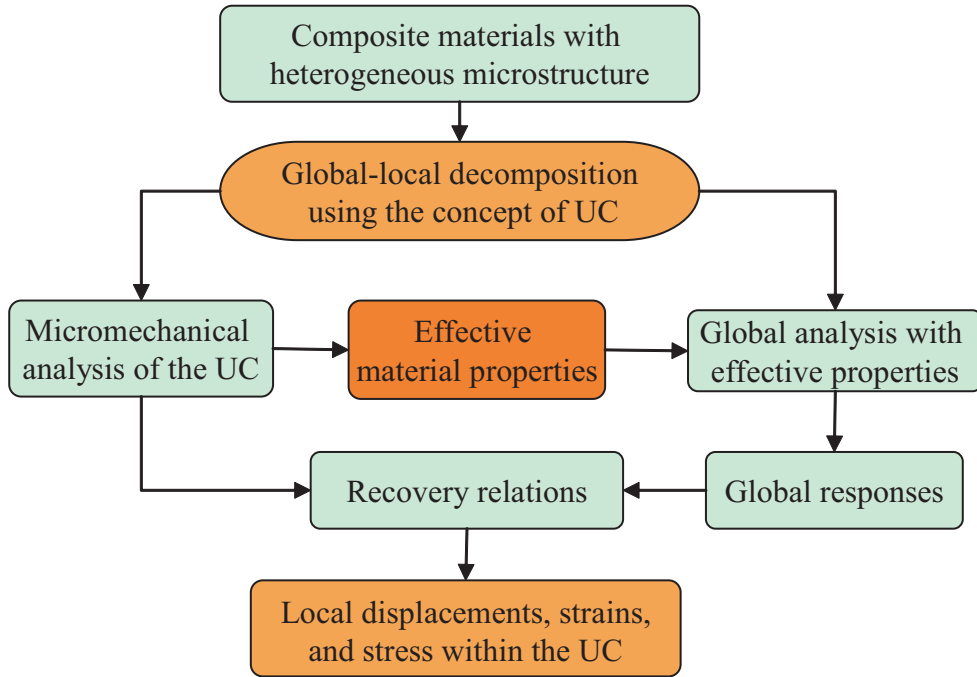 Composite materials with
heterogeneous microstructure
Global-local decomposition
using the concept of UC
Micromechanical
analysis of the UC
Effective
material properties
Global analysis with
effective properties
Recovery relations
Global responses
Local displacements, strains,
and stress within the UC